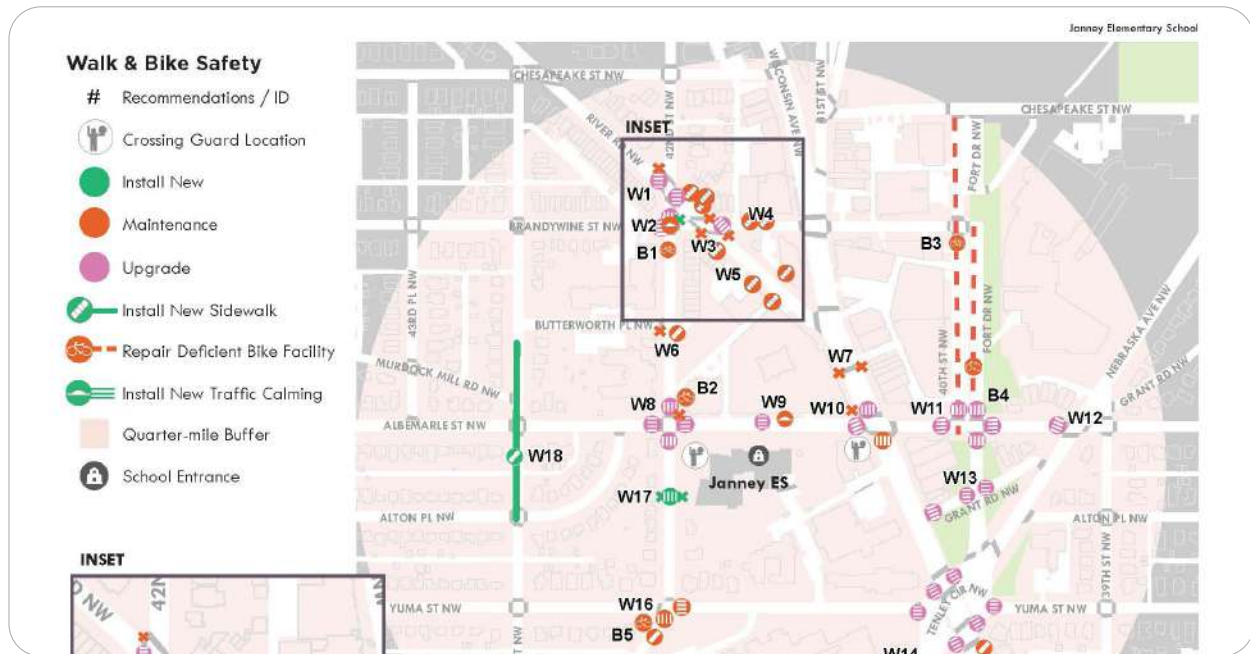 Janney Elementary School
Walk & Bike Safety
# Recommendations / ID
Crossing Guard Location
Install New
Maintenance
Upgrade
Install New Sidewalk
Repair Deficient Bike Facility
Install New Traffic Calming
Quarter-mile Buffer
School Entrance
CHESAPEAKE ST NW
WISCONSIN AVE NW
41ST ST NW
CHESAPEAKE ST NW
RIVER RD NW
INSET
42ND ST NW
FORT DR NW
W1
W4
BRANDYWINE ST NW
W2
W3
B1
B3
W5
43RD PL NW
BUTTERWORTH PL NW
W6
FORT DR NW
NEBRASKA AVE NW
MURDOCK MILL RD NW
W7
40TH ST NW
GRANT RD NW
B2
W8
W9
W10
W11
B4
W12
ALBEMARLE ST NW
W18
Janney ES
W13
W17
GRANT RD NW
ALTON PL NW
ALTON PL NW
39TH ST NW
INSET
42N
D NW
YUMA ST NW
W16
B5
TENLEY CIR NW
YUMA ST NW
T NW
W14